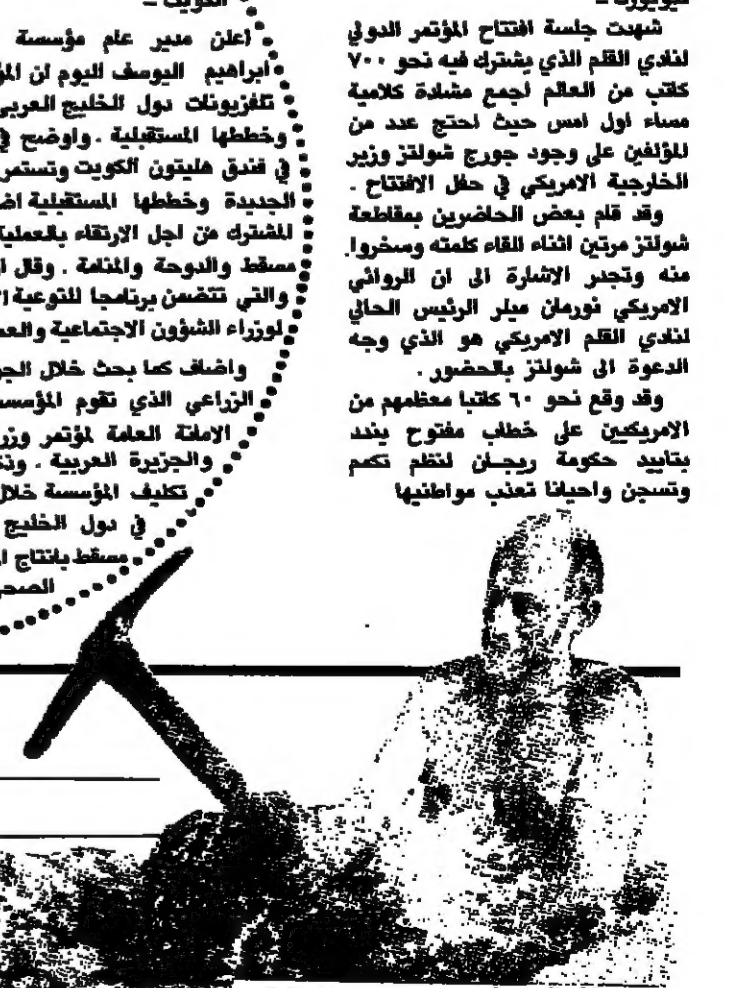 نيويورك ـ
شهدت جلسة افتتاح المؤتمر الدولي
لنادي القلم الذي يشترك فيه نحو ٧٠٠
كاتب من العالم اجمع مشادة كلامية
مساء اول امس حيث احتج عدد من
المؤلفين على وجود جورج شولتز وزير
الخارجية الامريكي في حفل الافتتاح .
وقد قام بعض الحاضرين بمقاطعة
شولتز مرتين اثناء القاء كلمته وسخروا
منه وتجدر الاشارة الى ان الروائي
الامريكي نورمان ميلر الرئيس الحالي
لنادي القلم الامريكي هو الذي وجه
الدعوة الى شولتز بالحضور .
وقد وقع نحو ٦٠ كاتبا معظمهم من
الامريكيين على خطاب مفتوح يندد
بتاييد حكومة ريجان لنظم تكمم
وتسجن واحيانا تعذب مواطنيها
الكويت ـ
اعلن مدير عام مؤسسة
ابراهيم اليوسف اليوم ان
تلفزيونات دول الخليج العربي
وخططها المستقبلية . واوضح في
في فندق هيلتون الكويت وتستمر
الجديدة وخططها المستقبلية
المشترك من اجل الارتقاء بالعملية
مسقط والدوحة والمنامة . وقال
والتي تتضمن برنامجا للتوعية
لوزراء الشؤون الاجتماعية
واضاف كما بحث خلال
الزراعي الذي تقوم
الامانة العامة لمؤتمر
والجزيرة العربية .
تكليف المؤسسة خلال
في دول الخليج
مسقط بانتاج